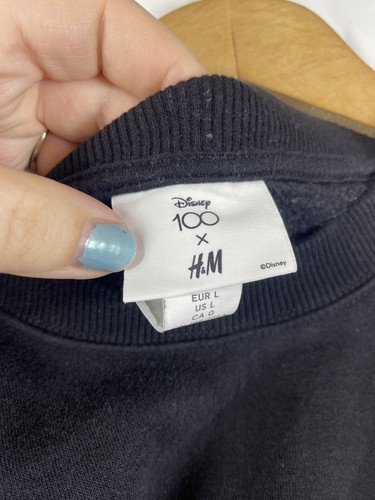 Disney
100
×
H&M
©Disney
EUR L
US L
CA G